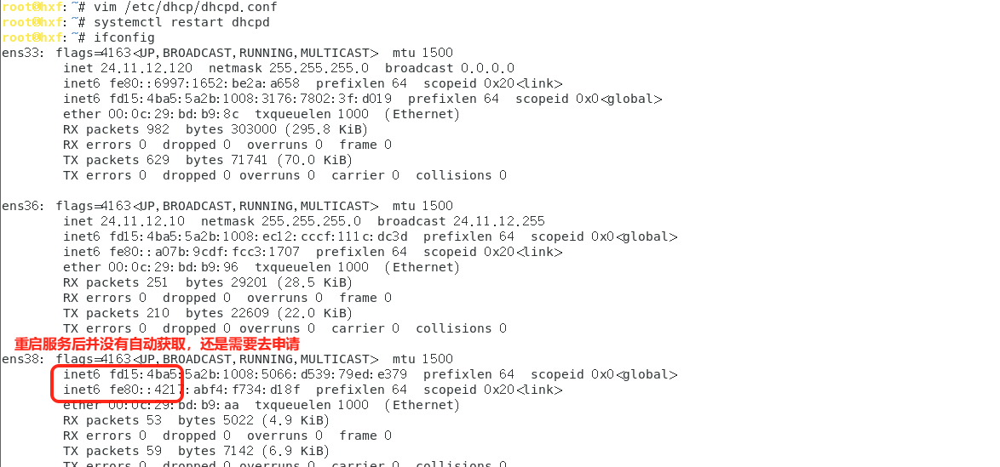 root@hxf:~# vim /etc/dhcp/dhcpd.conf
root@hxf:~# systemctl restart dhcpd
root@hxf:~# ifconfig
ens33: flags=4163<UP,BROADCAST,RUNNING,MULTICAST>  mtu 1500
        inet 24.11.12.120  netmask 255.255.255.0  broadcast 0.0.0.0
        inet6 fe80::6997:1652:be2a:a658  prefixlen 64  scopeid 0x20<link>
        inet6 fd15:4ba5:5a2b:1008:3176:7802:3f:d019  prefixlen 64  scopeid 0x0<global>
        ether 00:0c:29:bd:b9:8c  txqueuelen 1000  (Ethernet)
        RX packets 982  bytes 303000 (295.8 KiB)
        RX errors 0  dropped 0  overruns 0  frame 0
        TX packets 629  bytes 71741 (70.0 KiB)
        TX errors 0  dropped 0 overruns 0  carrier 0  collisions 0
ens36: flags=4163<UP,BROADCAST,RUNNING,MULTICAST>  mtu 1500
        inet 24.11.12.10  netmask 255.255.255.0  broadcast 24.11.12.255
        inet6 fd15:4ba5:5a2b:1008:ec12:cccf:111c:dc3d  prefixlen 64  scopeid 0x0<global>
        inet6 fe80::a07b:9cdf:fcc3:1707  prefixlen 64  scopeid 0x20<link>
        ether 00:0c:29:bd:b9:96  txqueuelen 1000  (Ethernet)
        RX packets 251  bytes 29201 (28.5 KiB)
        RX errors 0  dropped 0  overruns 0  frame 0
        TX packets 210  bytes 22609 (22.0 KiB)
        TX errors 0  dropped 0 overruns 0  carrier 0  collisions 0
重启服务后并没有自动获取，还是需要去申请
ens38: flags=4163<UP,BROADCAST,RUNNING,MULTICAST>  mtu 1500
        inet6 fd15:4ba5:5a2b:1008:5066:d539:79ed:e379  prefixlen 64  scopeid 0x0<global>
        inet6 fe80::4217:abf4:f734:d18f  prefixlen 64  scopeid 0x20<link>
        ether 00:0c:29:bd:b9:aa  txqueuelen 1000  (Ethernet)
        RX packets 53  bytes 5022 (4.9 KiB)
        RX errors 0  dropped 0  overruns 0  frame 0
        TX packets 59  bytes 7142 (6.9 KiB)
        TX errors 0  dropped 0 overruns 0  carrier 0  collisions 0